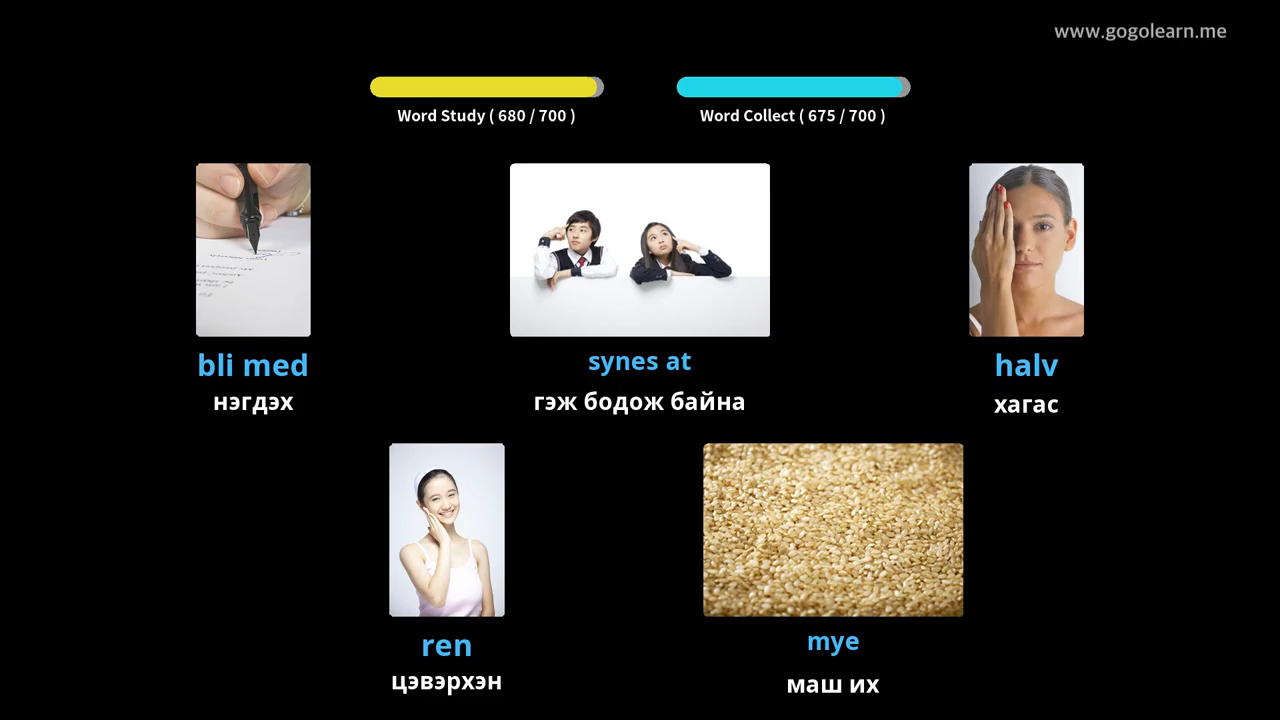 www.gogolearn.me
Word Study ( 680 / 700 )
Word Collect ( 675 / 700 )
bli med
нэгдэх
synes at
гэж бодож байна
halv
хагас
ren
цэвэрхэн
mye
маш их